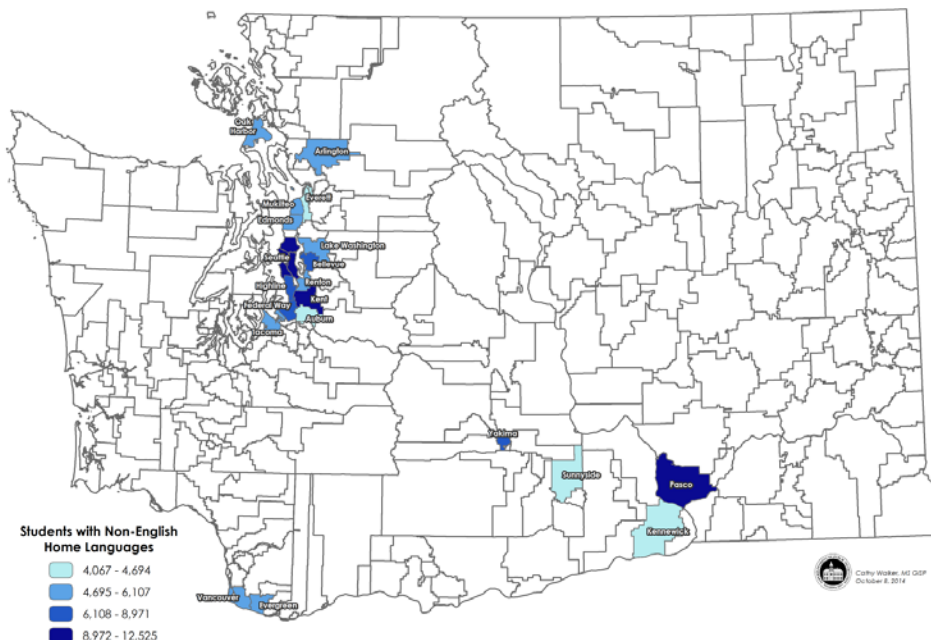 Oak
Harbor
Arlington
Everett
Mukilteo
Edmonds
Lake Washington
Seattle
Bellevue
Renton
Highline
Kent
Federal Way
Auburn
Tacoma
Yakima
Sunnyside
Pasco
Kennewick
Students with Non-English
Home Languages
4,067 - 4,694
4,695 - 6,107
6,108 - 8,971
8,972 - 12,525
Vancouver
Evergreen
Cathy Walker, MS GISP
October 8, 2014